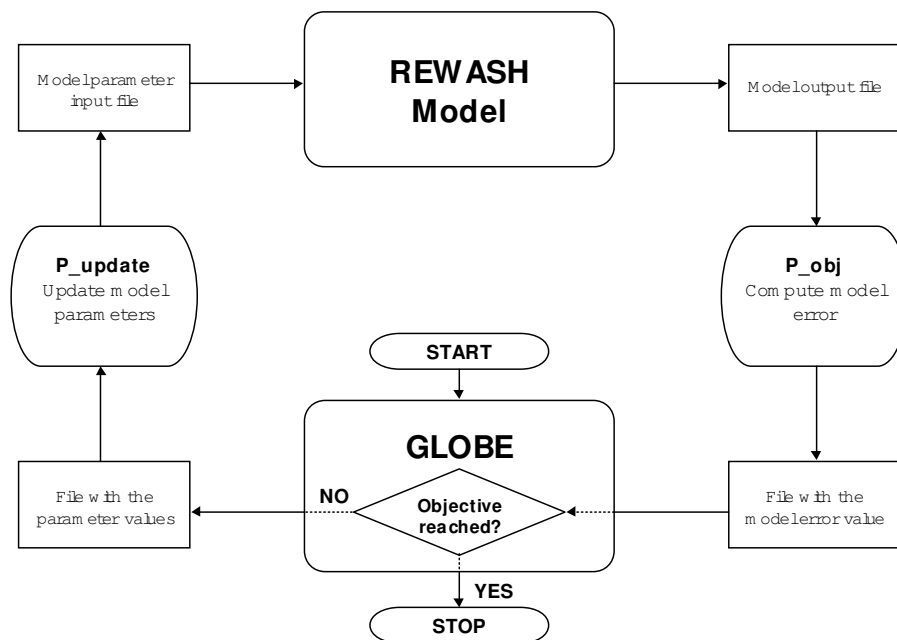 Model parameter
input file
REWASH
Model
Model output file
P_update
Update model
parameters
P_obj
Compute model
error
START
GLOBE
File with the
parameter values
NO
Objective
reached?
File with the
model error value
YES
STOP